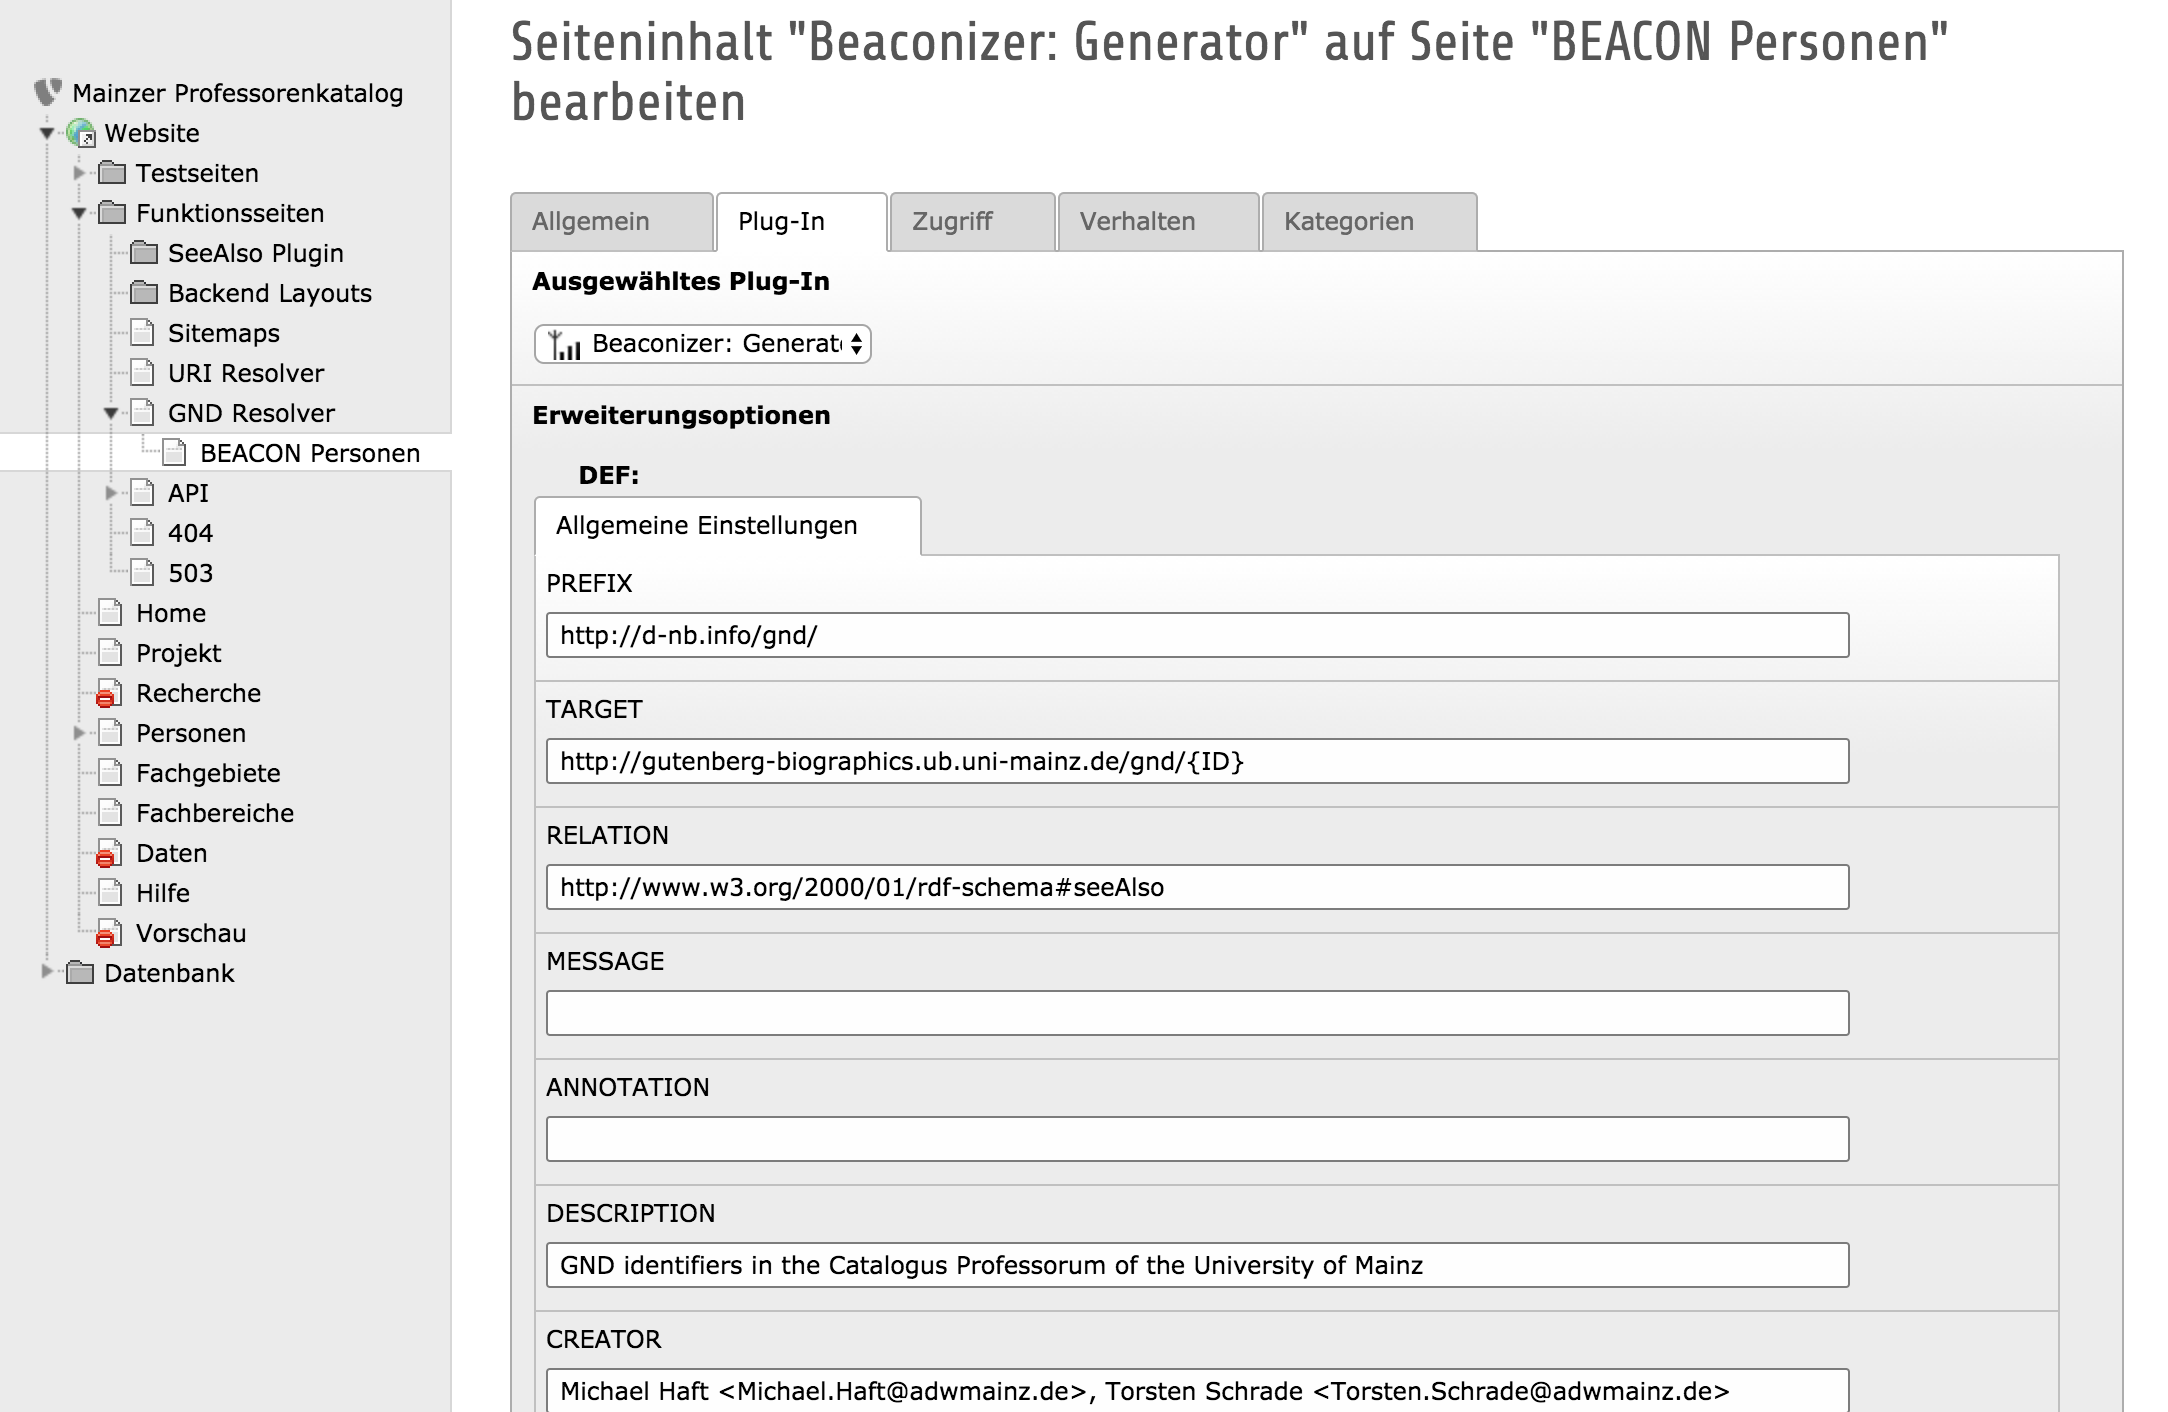 Mainzer Professorenkatalog
Website
Testseiten
Funktionsseiten
SeeAlso Plugin
Backend Layouts
Sitemaps
URI Resolver
GND Resolver
BEACON Personen
API
404
503
Home
Projekt
Recherche
Personen
Fachgebiete
Fachbereiche
Daten
Hilfe
Vorschau
Datenbank
Seiteninhalt "Beaconizer: Generator" auf Seite "BEACON Personen"
bearbeiten
Allgemein Plug-In Zugriff Verhalten Kategorien
Ausgewähltes Plug-In
Beaconizer: Generat
Erweiterungsoptionen
DEF:
Allgemeine Einstellungen
PREFIX
http://d-nb.info/gnd/
TARGET
http://gutenberg-biographics.ub.uni-mainz.de/gnd/{ID}
RELATION
http://www.w3.org/2000/01/rdf-schema#seeAlso
MESSAGE
ANNOTATION
DESCRIPTION
GND identifiers in the Catalogus Professorum of the University of Mainz
CREATOR
Michael Haft <Michael.Haft@adwmainz.de>, Torsten Schrade <Torsten.Schrade@adwmainz.de>